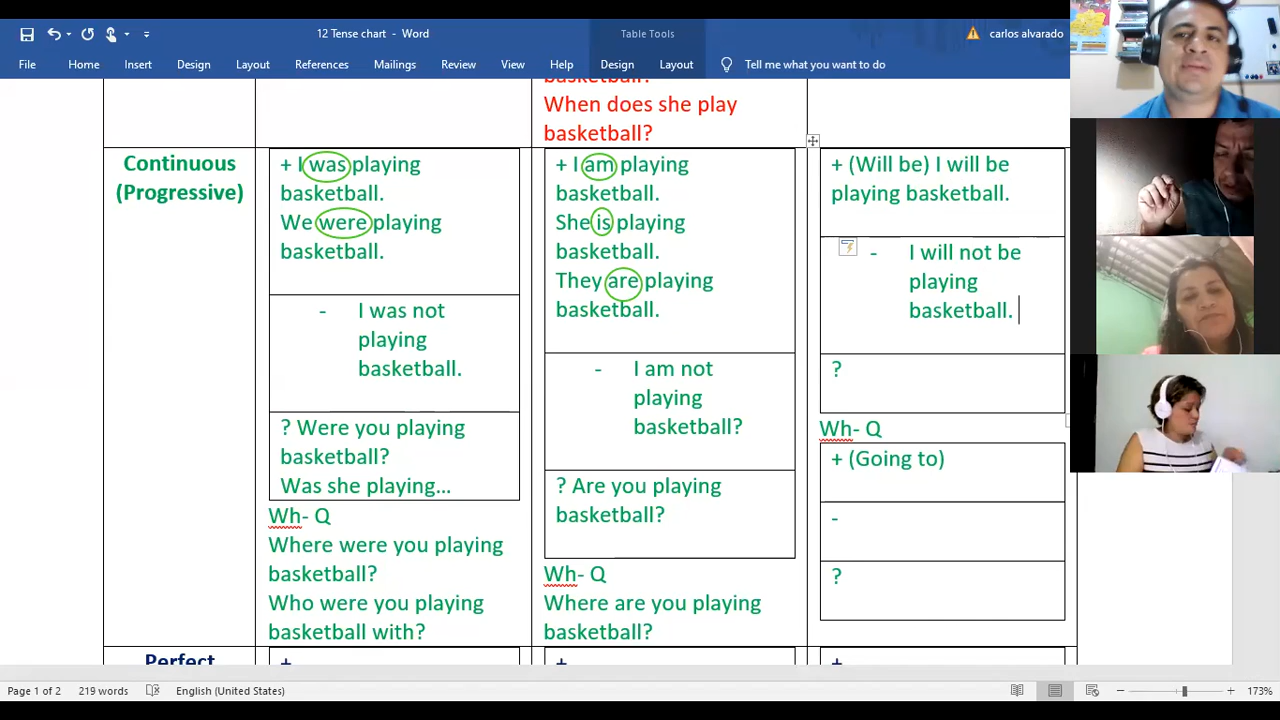 12 Tense chart - Word
Table Tools
carlos alvarado
File
Home
Insert
Design
Layout
References
Mailings
Review
View
Help
Design
Layout
Tell me what you want to do
When does she play
basketball?
Continuous
(Progressive)
+ I was playing
basketball.
We were playing
basketball.
- I was not
playing
basketball.
? Were you playing
basketball?
Was she playing...
Wh- Q
Where were you playing
basketball?
Who were you playing
basketball with?
+ I am playing
basketball.
She is playing
basketball.
They are playing
basketball.
- I am not
playing
basketball?
? Are you playing
basketball?
Wh- Q
Where are you playing
basketball?
+ (Will be) I will be
playing basketball.
- I will not be
playing
basketball.
?
Wh- Q
+ (Going to)
-
?
Perfect
+
+
+
Page 1 of 2
219 words
English (United States)
173%